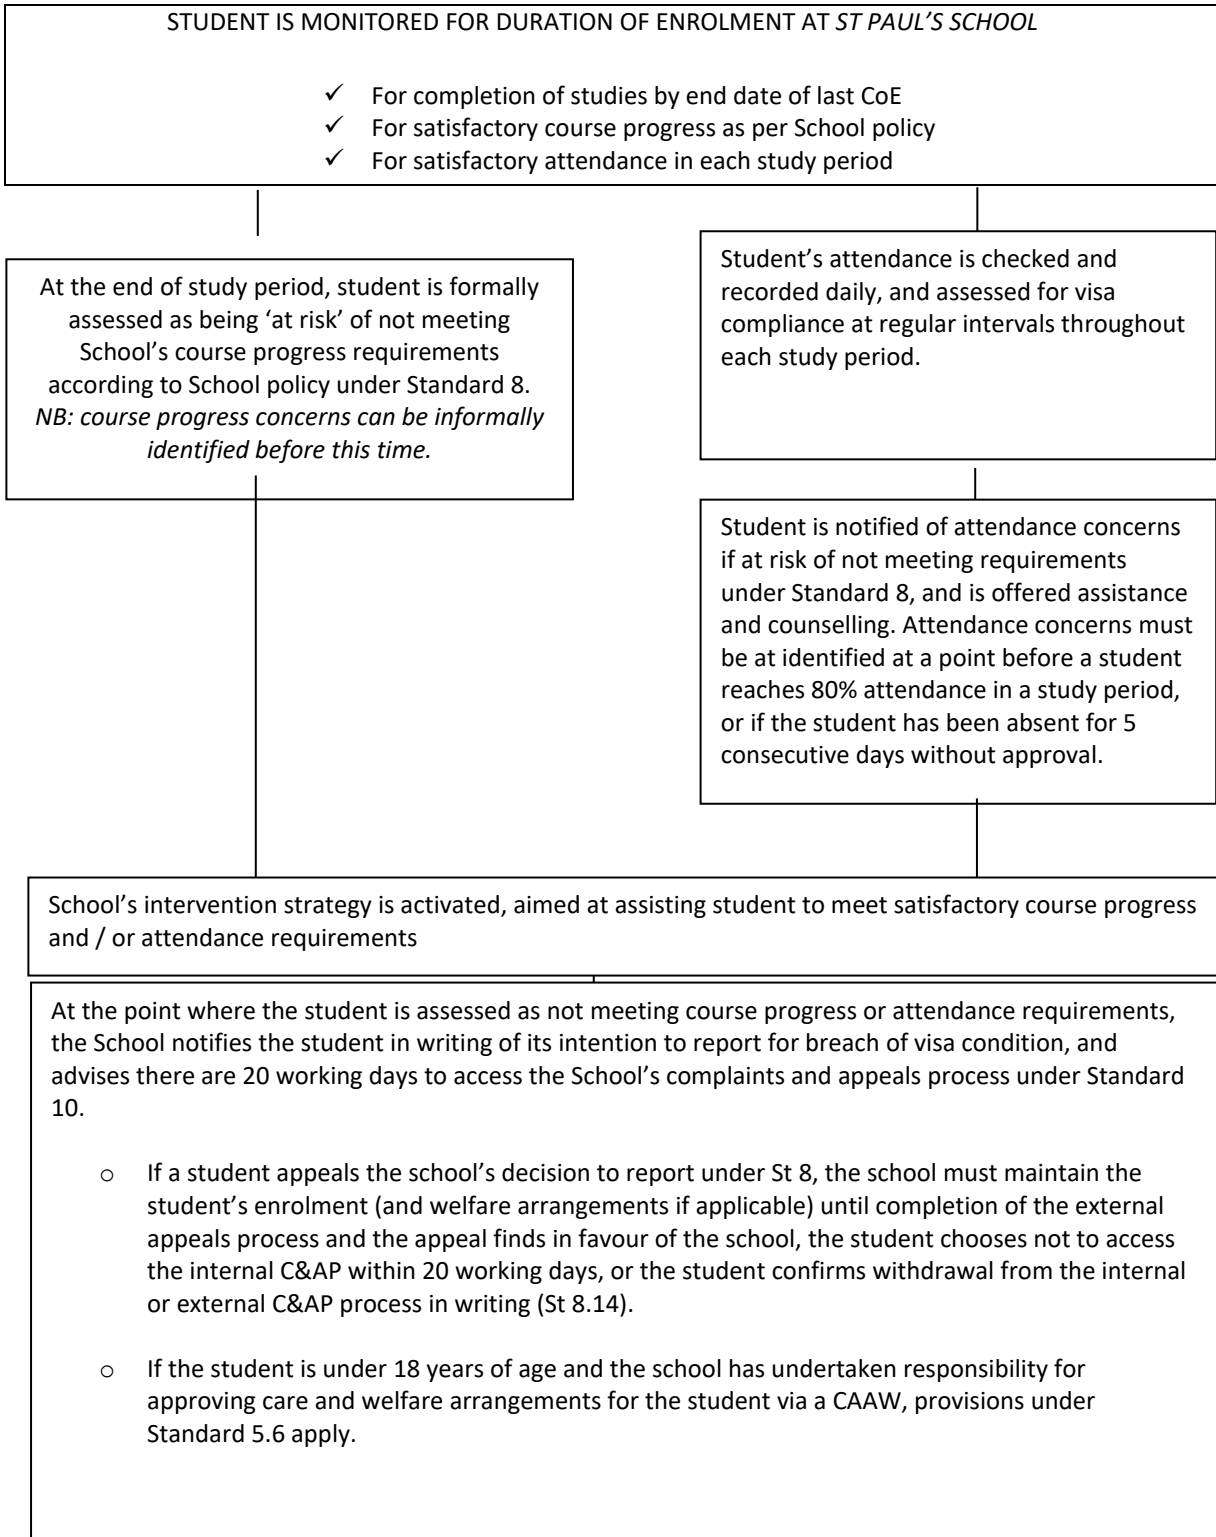 STUDENT IS MONITORED FOR DURATION OF ENROLMENT AT ST PAUL’S SCHOOL
✓ For completion of studies by end date of last CoE
✓ For satisfactory course progress as per School policy
✓ For satisfactory attendance in each study period
At the end of study period, student is formally
assessed as being ‘at risk’ of not meeting
School’s course progress requirements
according to School policy under Standard 8.
NB: course progress concerns can be informally
identified before this time.
Student’s attendance is checked and
recorded daily, and assessed for visa
compliance at regular intervals throughout
each study period.
Student is notified of attendance concerns
if at risk of not meeting requirements
under Standard 8, and is offered assistance
and counselling. Attendance concerns must
be at identified at a point before a student
reaches 80% attendance in a study period,
or if the student has been absent for 5
consecutive days without approval.
School’s intervention strategy is activated, aimed at assisting student to meet satisfactory course progress
and / or attendance requirements
At the point where the student is assessed as not meeting course progress or attendance requirements,
the School notifies the student in writing of its intention to report for breach of visa condition, and
advises there are 20 working days to access the School’s complaints and appeals process under Standard
10.
o If a student appeals the school’s decision to report under St 8, the school must maintain the
student’s enrolment (and welfare arrangements if applicable) until completion of the external
appeals process and the appeal finds in favour of the school, the student chooses not to access
the internal C&AP within 20 working days, or the student confirms withdrawal from the internal
or external C&AP process in writing (St 8.14).
o If the student is under 18 years of age and the school has undertaken responsibility for
approving care and welfare arrangements for the student via a CAAW, provisions under
Standard 5.6 apply.